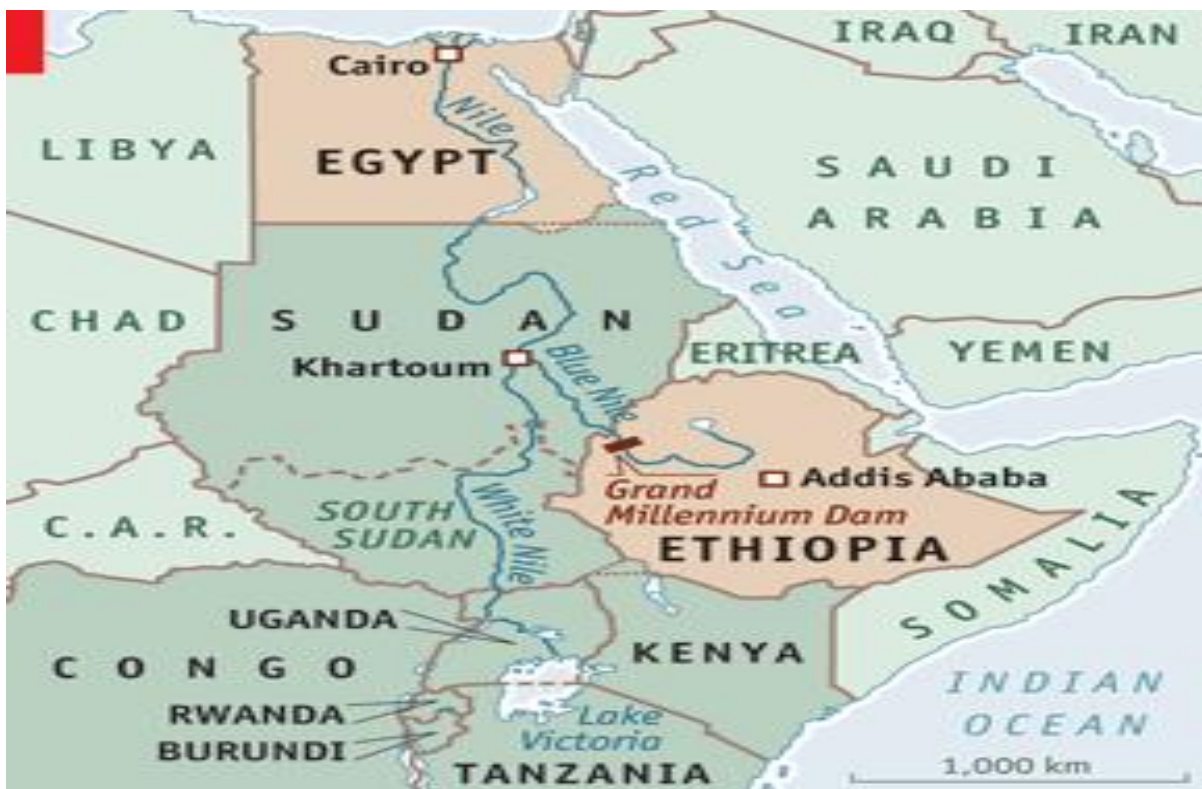 IRAQ
IRAN
Cairo
Nile
LIBYA
EGYPT
SAUDI
ARABIA
Red Sea
CHAD
SUDAN
ERITREA
YEMEN
Khartoum
Blue Nile
Addis Ababa
Grand
Millennium Dam
SOUTH
SUDAN
White Nile
C.A.R.
ETHIOPIA
SOMALIA
UGANDA
KENYA
CONGO
RWANDA
BURUNDI
Lake
Victoria
INDIAN
OCEAN
TANZANIA
1,000 km